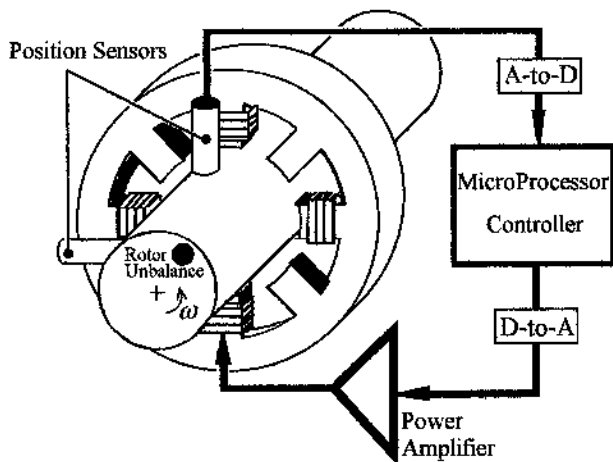 Position Sensors
A-to-D
MicroProcessor
Controller
Rotor
Unbalance
+
ω
D-to-A
Power
Amplifier